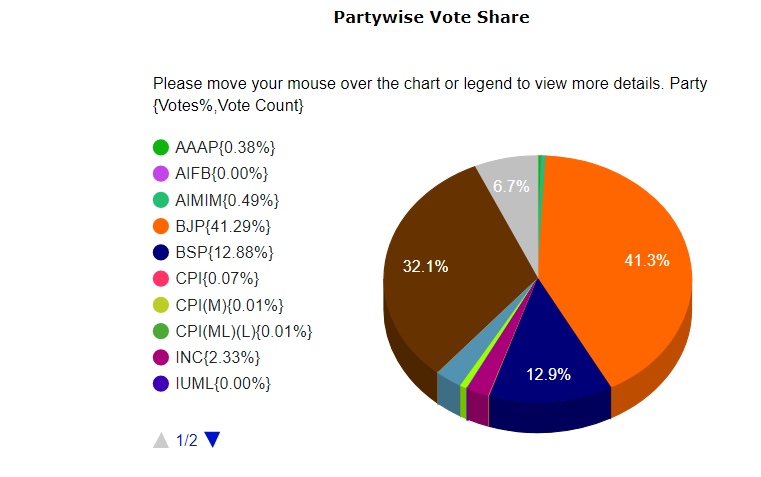 Partywise Vote Share
Please move your mouse over the chart or legend to view more details. Party
{Votes%,Vote Count}
AAAP{0.38%}
AIFB{0.00%}
AIMIM{0.49%}
BJP{41.29%}
BSP{12.88%}
CPI{0.07%}
CPI(M){0.01%}
CPI(ML)(L){0.01%}
INC{2.33%}
IUML{0.00%}
1/2
6.7%
32.1%
41.3%
12.9%